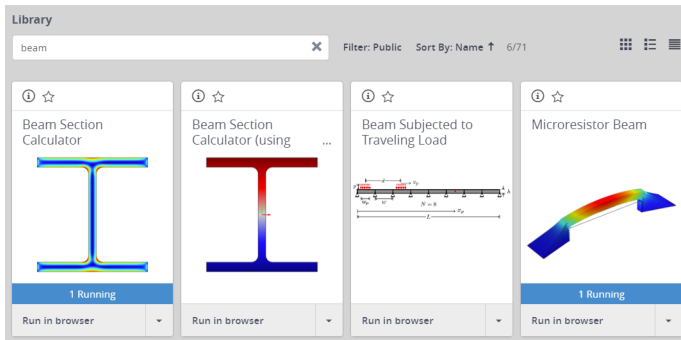 Library
beam
Filter: Public Sort By: Name ↑ 6/71
Beam Section
Calculator
1 Running
Run in browser
Beam Section
Calculator (using ...
Run in browser
Beam Subjected to
Traveling Load
N = 8
L
Run in browser
Microresistor Beam
1 Running
Run in browser